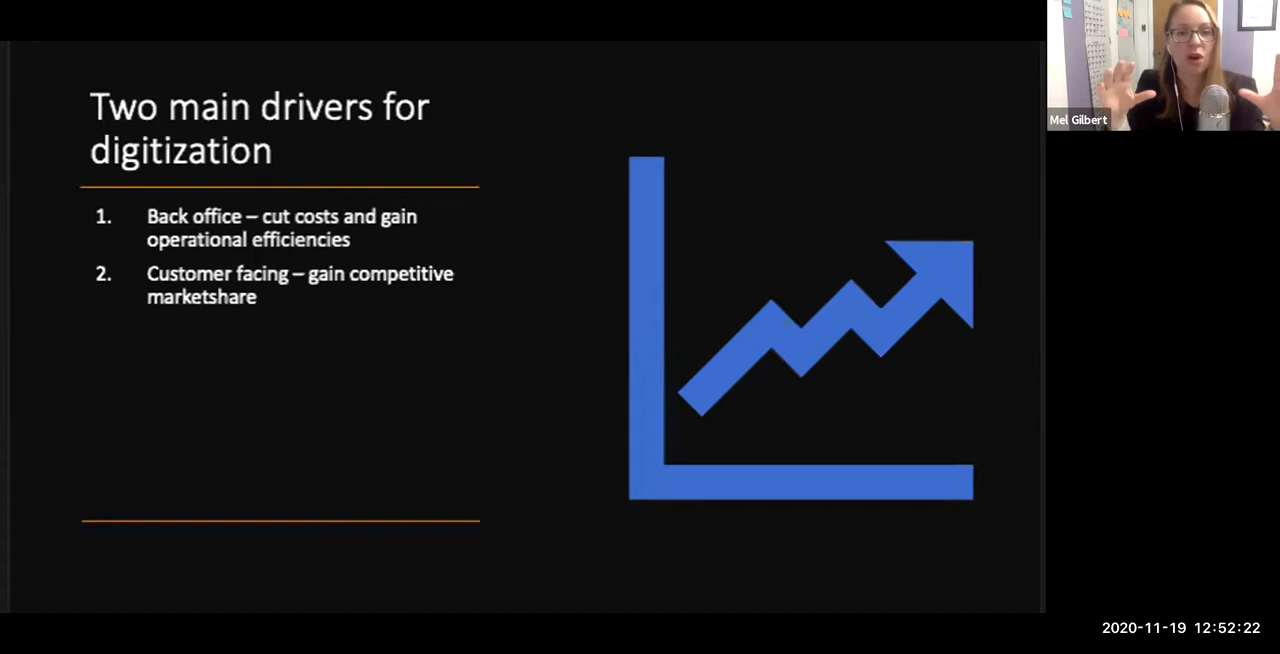 Two main drivers for
digitization
1. Back office – cut costs and gain
operational efficiencies
2. Customer facing – gain competitive
marketshare
Mel Gilbert
2020-11-19 12:52:22